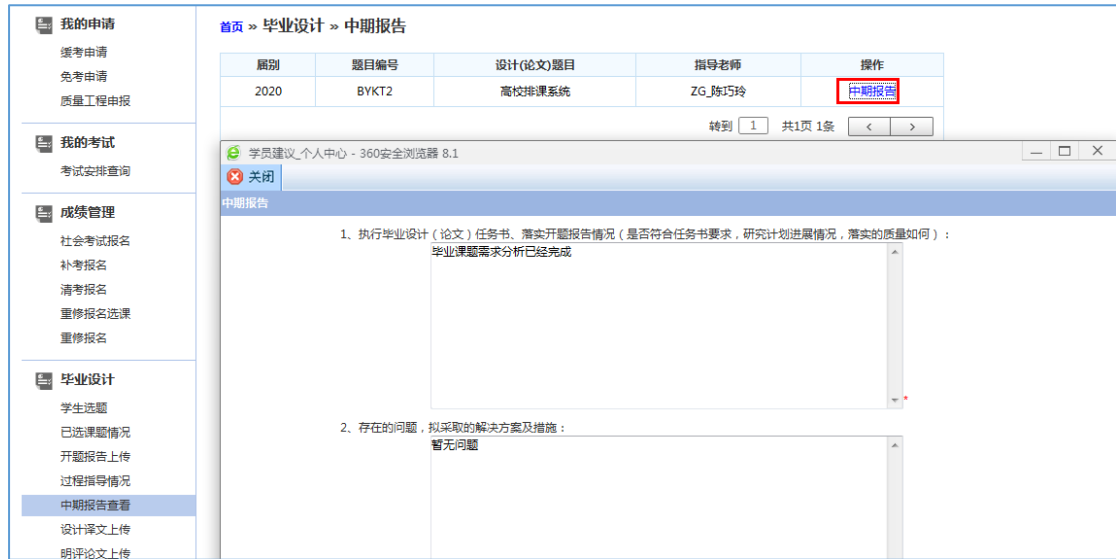 我的申请
缓考申请
免考申请
质量工程申报
我的考试
考试安排查询
成绩管理
社会考试报名
补考报名
清考报名
重修报名选课
重修报名
毕业设计
学生选题
已选课题情况
开题报告上传
过程指导情况
中期报告查看
设计译文上传
明评论文上传
首页 » 毕业设计 » 中期报告
届别 题目编号 设计(论文)题目 指导老师 操作
2020 BYKT2 高校排课系统 ZG_陈巧玲 中期报告
转到 1 共1页 1条 < >
学员建议_个人中心 - 360安全浏览器 8.1
关闭
中期报告
1、执行毕业设计（论文）任务书、落实开题报告情况（是否符合任务书要求，研究计划进展情况，落实的质量如何）：
毕业课题需求分析已经完成
*
2、存在的问题，拟采取的解决方案及措施：
暂无问题